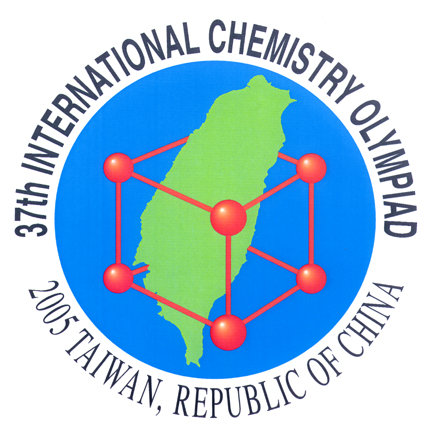 37th INTERNATIONAL CHEMISTRY OLYMPIAD
2005 TAIWAN, REPUBLIC OF CHINA